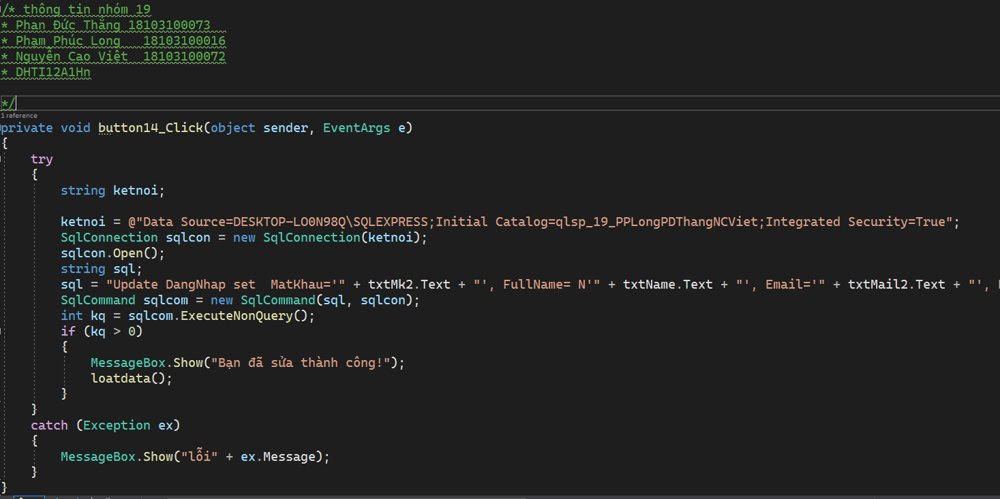 /* thông tin nhóm 19
* Phan Đức Thắng 18103100073
* Phạm Phúc Long   18103100016
* Nguyễn Cao Việt  18103100072
* DHTI12A1Hn
*/
1 reference
private void button14_Click(object sender, EventArgs e)
{
try
{
string ketnoi;
ketnoi = @"Data Source=DESKTOP-LO0N98Q\SQLEXPRESS;Initial Catalog=qlsp_19_PPLongPDThangNCViet;Integrated Security=True";
SqlConnection sqlcon = new SqlConnection(ketnoi);
sqlcon.Open();
string sql;
sql = "Update DangNhap set  MatKhau='" + txtMk2.Text + "', FullName= N'" + txtName.Text + "', Email='" + txtMail2.Text + "',
SqlCommand sqlcom = new SqlCommand(sql, sqlcon);
int kq = sqlcom.ExecuteNonQuery();
if (kq > 0)
{
MessageBox.Show("Bạn đã sửa thành công!");
loatdata();
}
}
catch (Exception ex)
{
MessageBox.Show("lỗi" + ex.Message);
}
}